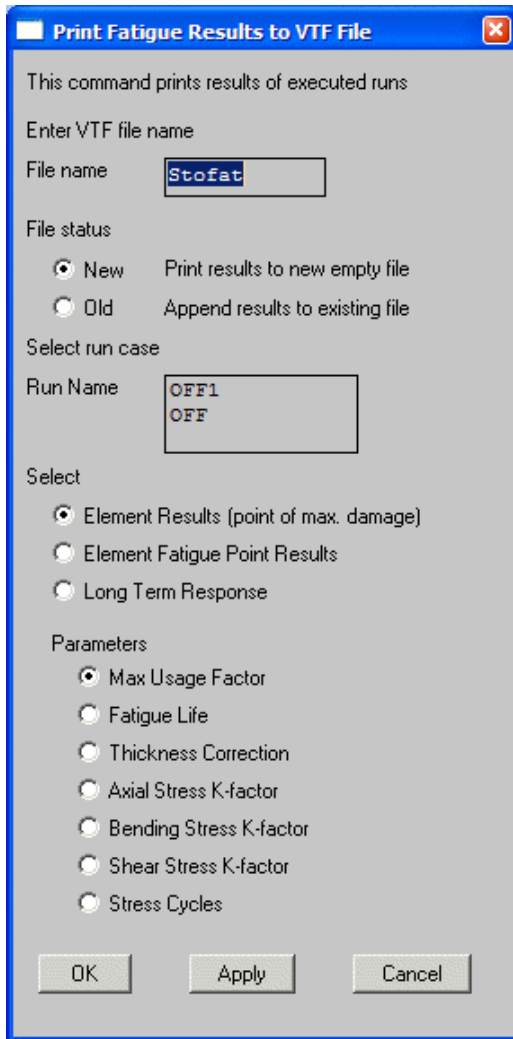 Print Fatigue Results to VTF File
This command prints results of executed runs
Enter VTF file name
File name Stofat
File status
New Print results to new empty file
Old Append results to existing file
Select run case
Run Name OFF1
OFF
Select
Element Results (point of max. damage)
Element Fatigue Point Results
Long Term Response
Parameters
Max Usage Factor
Fatigue Life
Thickness Correction
Axial Stress K-factor
Bending Stress K-factor
Shear Stress K-factor
Stress Cycles
OK Apply Cancel